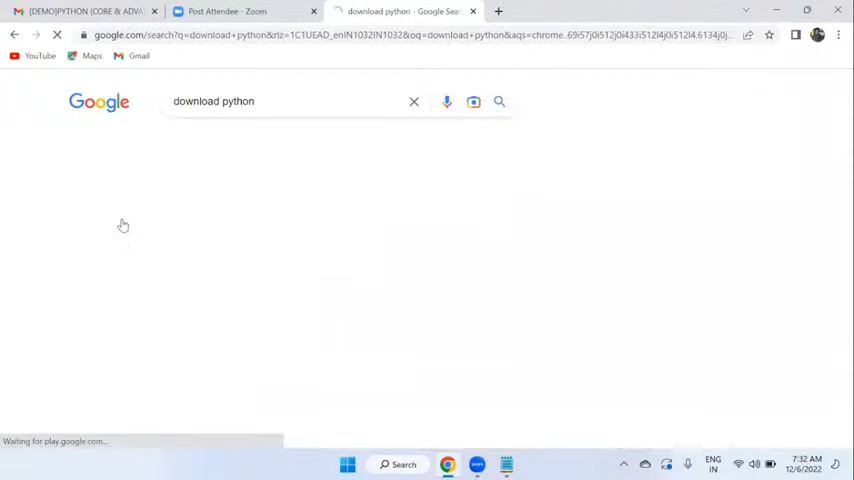 [DEMO]PYTHON (CORE & ADVA
Post Attendee - Zoom
download python - Google Sea
google.com/search?q=download+python&rlz=1C1UEAD_enIN1032IN1032&oq=download+python&aqs=chrome..69i57j0i512j0i433i512l4j0i512l4.6134j0j...
YouTube
Maps
Gmail
Google
download python
Waiting for play.google.com...
Search
zoom
ENG
IN
7:32 AM
12/6/2022